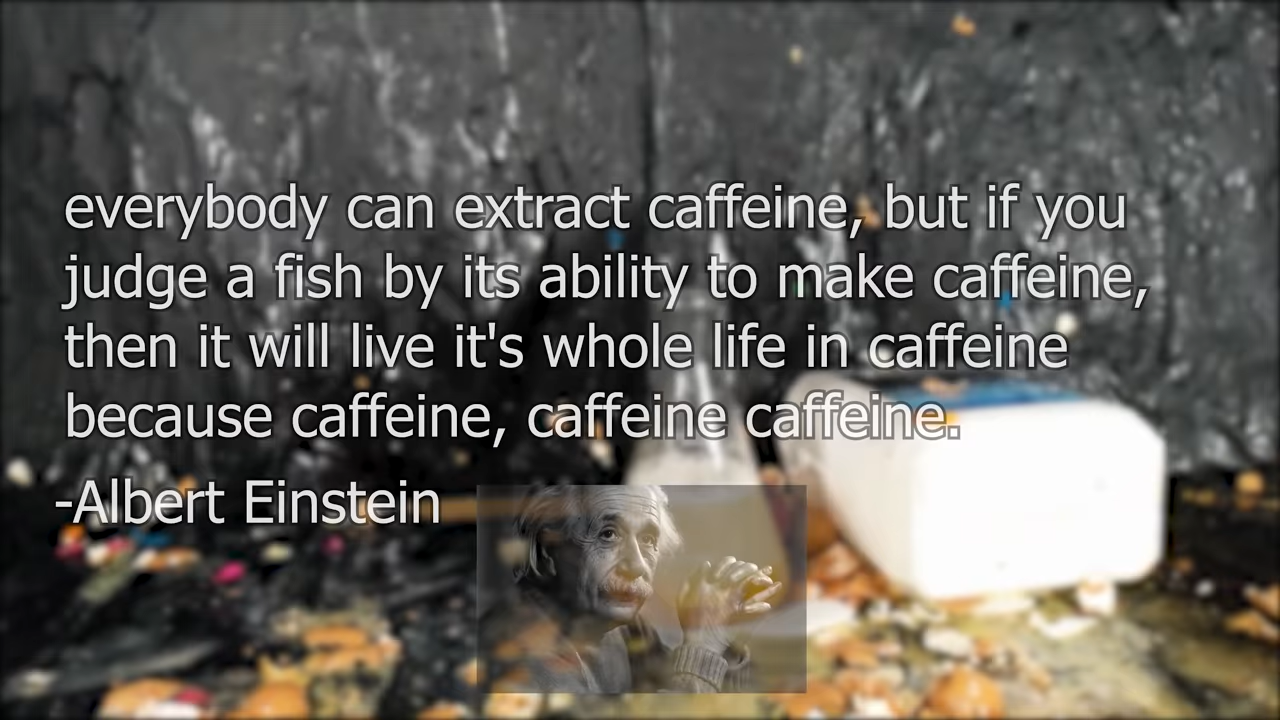 everybody can extract caffeine, but if you
judge a fish by its ability to make caffeine,
then it will live it's whole life in caffeine
because caffeine, caffeine caffeine.
-Albert Einstein